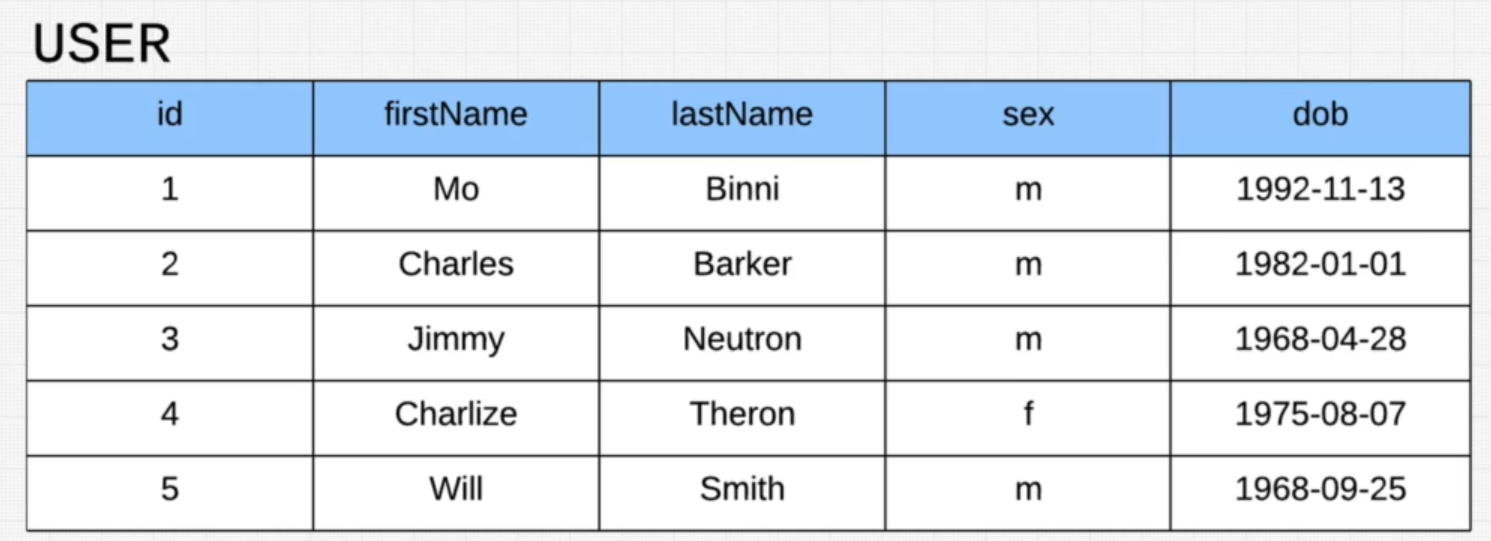 USER
id firstName lastName sex dob
1 Mo Binni m 1992-11-13
2 Charles Barker m 1982-01-01
3 Jimmy Neutron m 1968-04-28
4 Charlize Theron f 1975-08-07
5 Will Smith m 1968-09-25